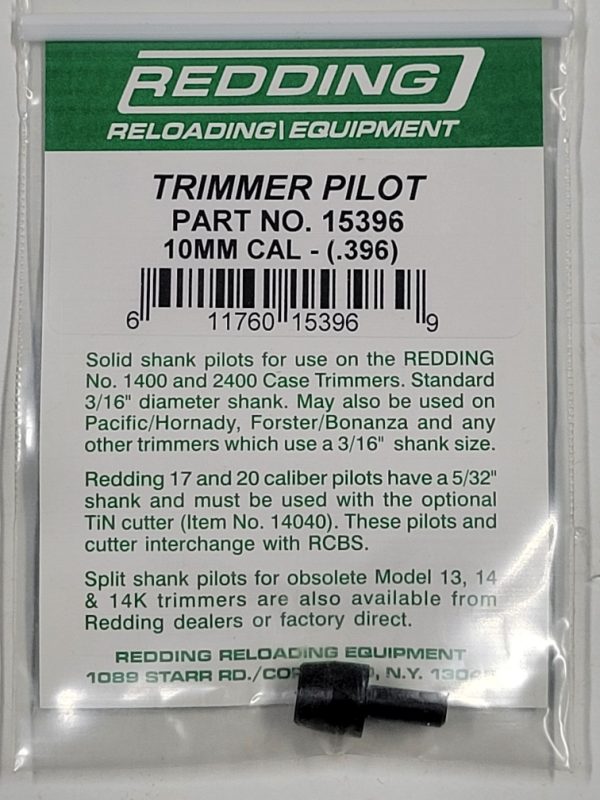 REDDING
RELOADING|EQUIPMENT
TRIMMER PILOT
PART NO. 15396
10MM CAL - (.396)
6 11760 15396 9
Solid shank pilots for use on the REDDING
No. 1400 and 2400 Case Trimmers. Standard
3/16" diameter shank. May also be used on
Pacific/Hornady, Forster/Bonanza and any
other trimmers which use a 3/16" shank size.
Redding 17 and 20 caliber pilots have a 5/32"
shank and must be used with the optional
TiN cutter (Item No. 14040). These pilots and
cutter interchange with RCBS.
Split shank pilots for obsolete Model 13, 14
& 14K trimmers are also available from
Redding dealers or factory direct.
REDDING RELOADING EQUIPMENT
1089 STARR RD./ N.Y.